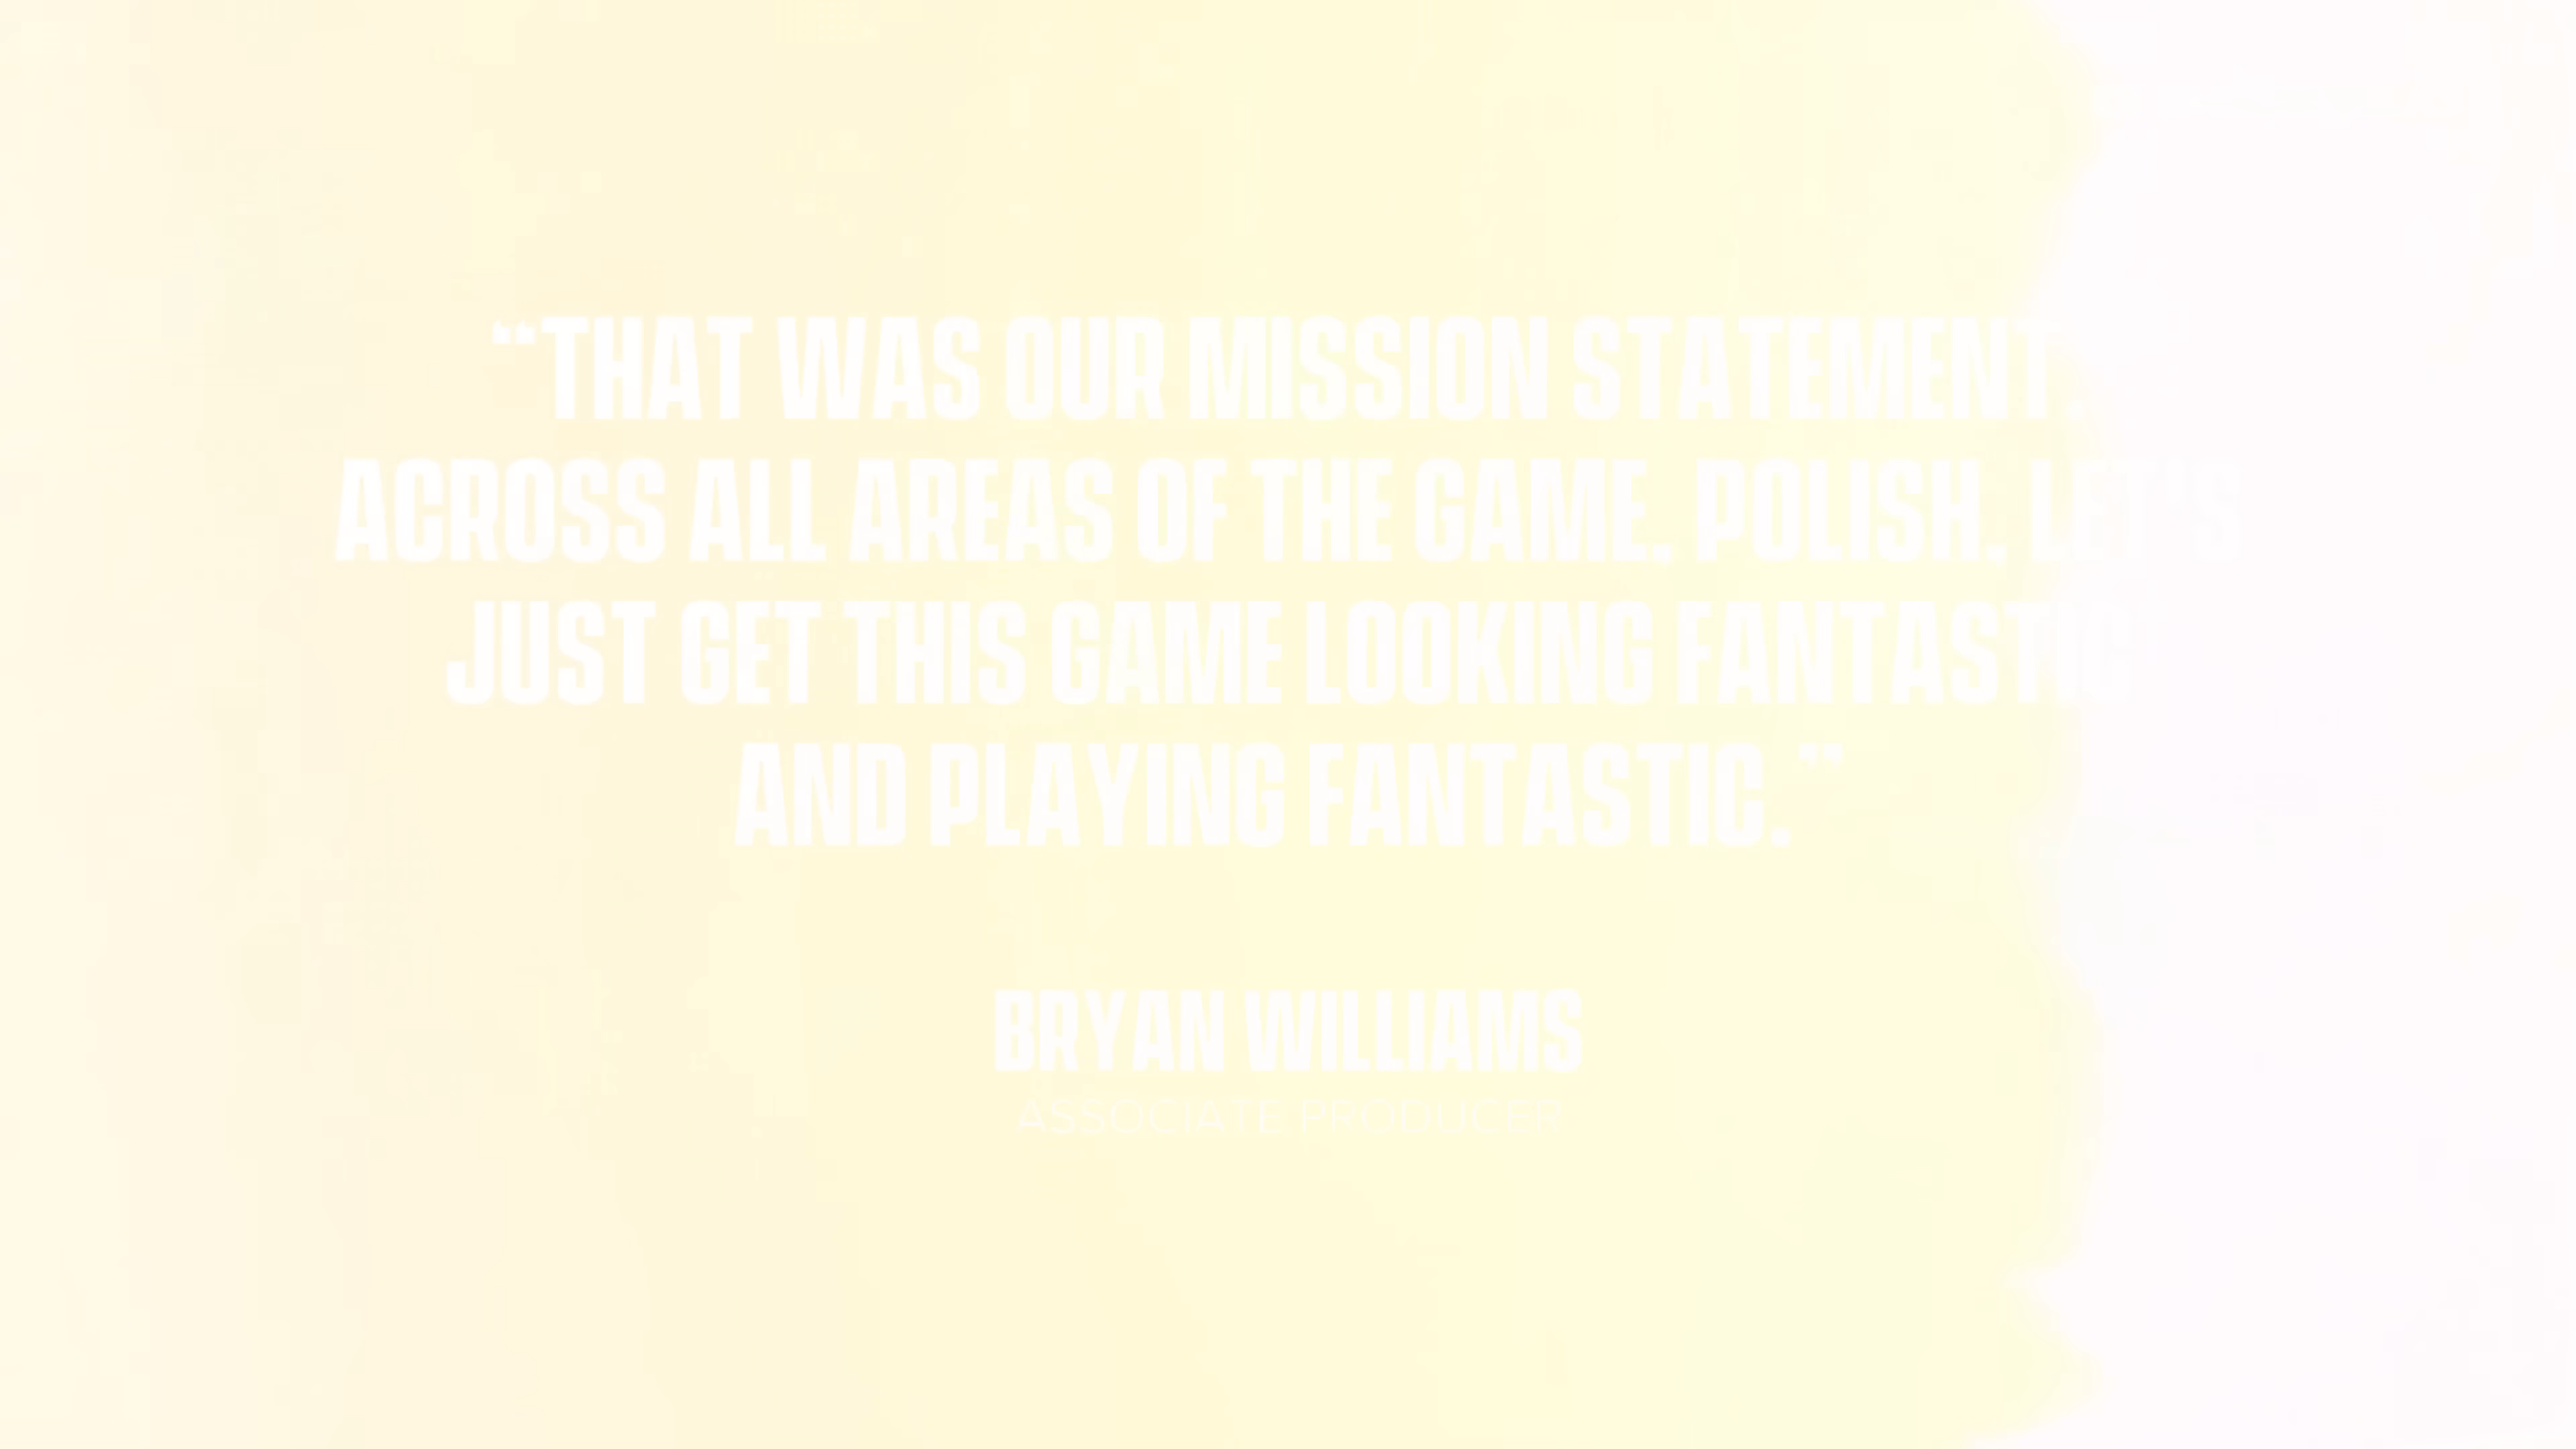 “THAT WAS OUR MISSION STATEMENT.
ACROSS ALL AREAS OF THE GAME, POLISH, LET'S
JUST GET THIS GAME LOOKING FANTASTIC
AND PLAYING FANTASTIC.”
BRYAN WILLIAMS
ASSOCIATE PRODUCER